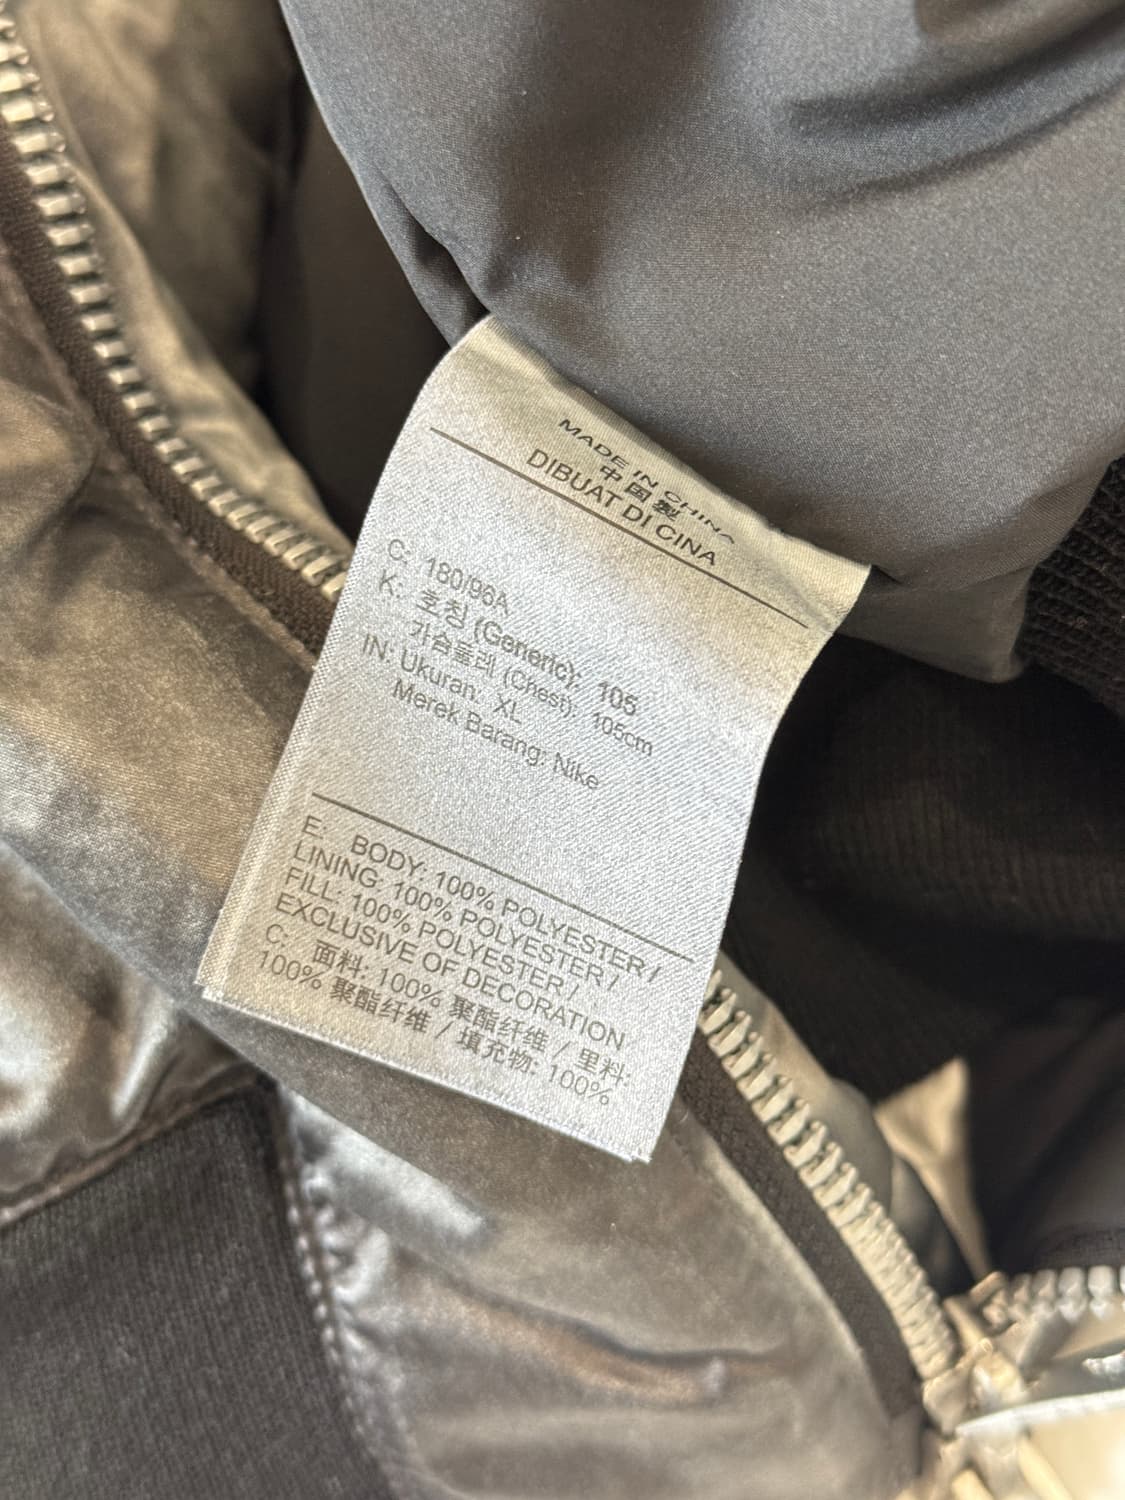 MADE IN CHINA
中国製
DIBUAT DI CINA
C: 180/96A
K: 호칭 (Generic): 105
가슴둘레 (Chest): 105cm
IN: Ukuran: XL
Merek Barang: Nike
E: BODY: 100% POLYESTER /
LINING: 100% POLYESTER /
FILL: 100% POLYESTER /
EXCLUSIVE OF DECORATION
C: 面料: 100% 聚酯纤维 / 里料:
100% 聚酯纤维 / 填充物: 100%